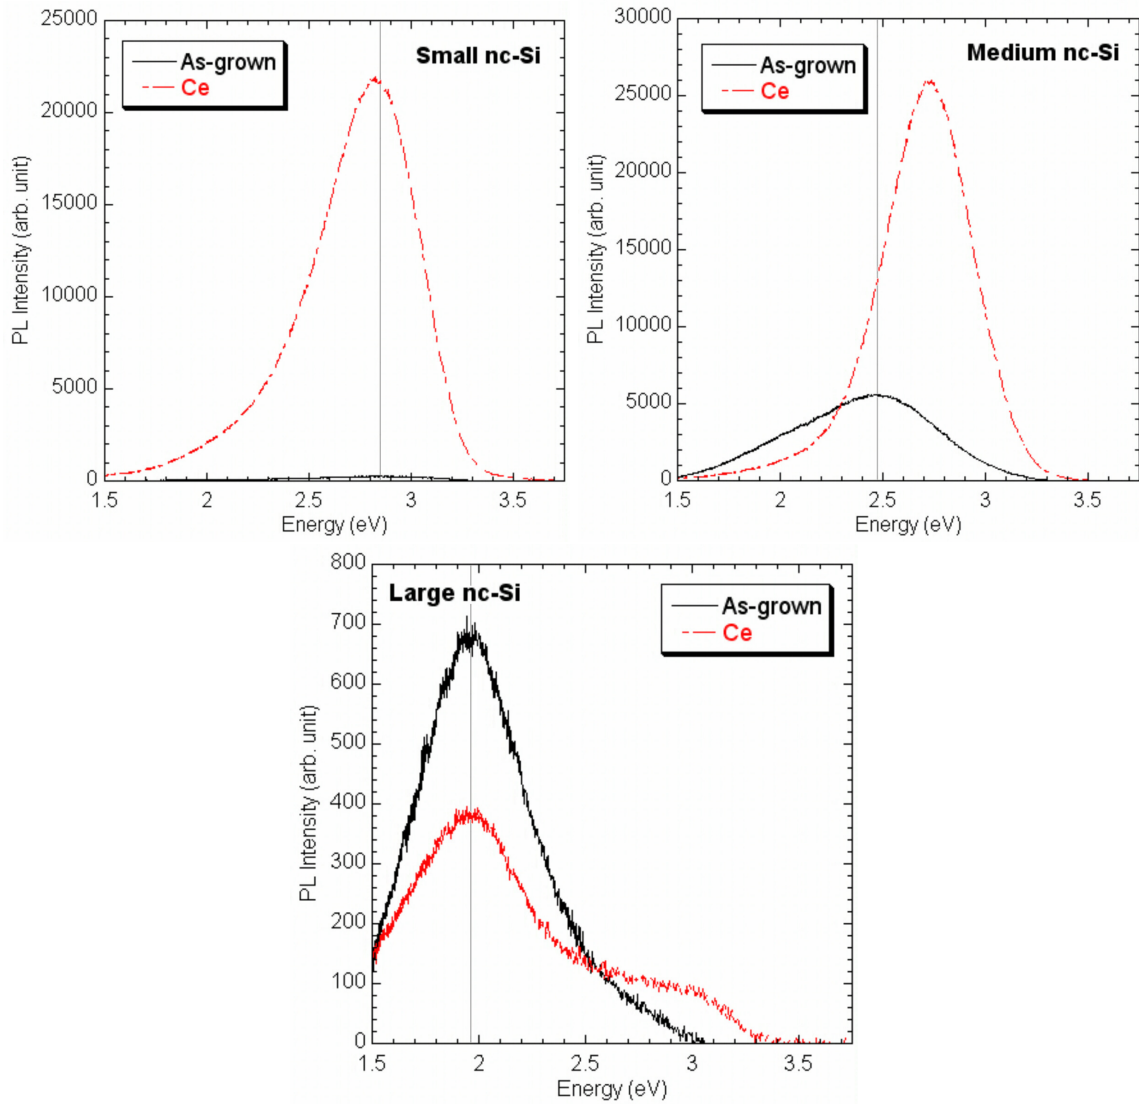 25000
20000
15000
10000
5000
0
PL Intensity (arb. unit)
As-grown
Ce
Small nc-Si
1.5 2 2.5 3 3.5
Energy (eV)
30000
25000
20000
15000
10000
5000
0
PL Intensity (arb. unit)
As-grown
Ce
Medium nc-Si
1.5 2 2.5 3 3.5
Energy (eV)
800
700
600
500
400
300
200
100
0
PL Intensity (arb. unit)
Large nc-Si
As-grown
Ce
1.5 2 2.5 3 3.5
Energy (eV)